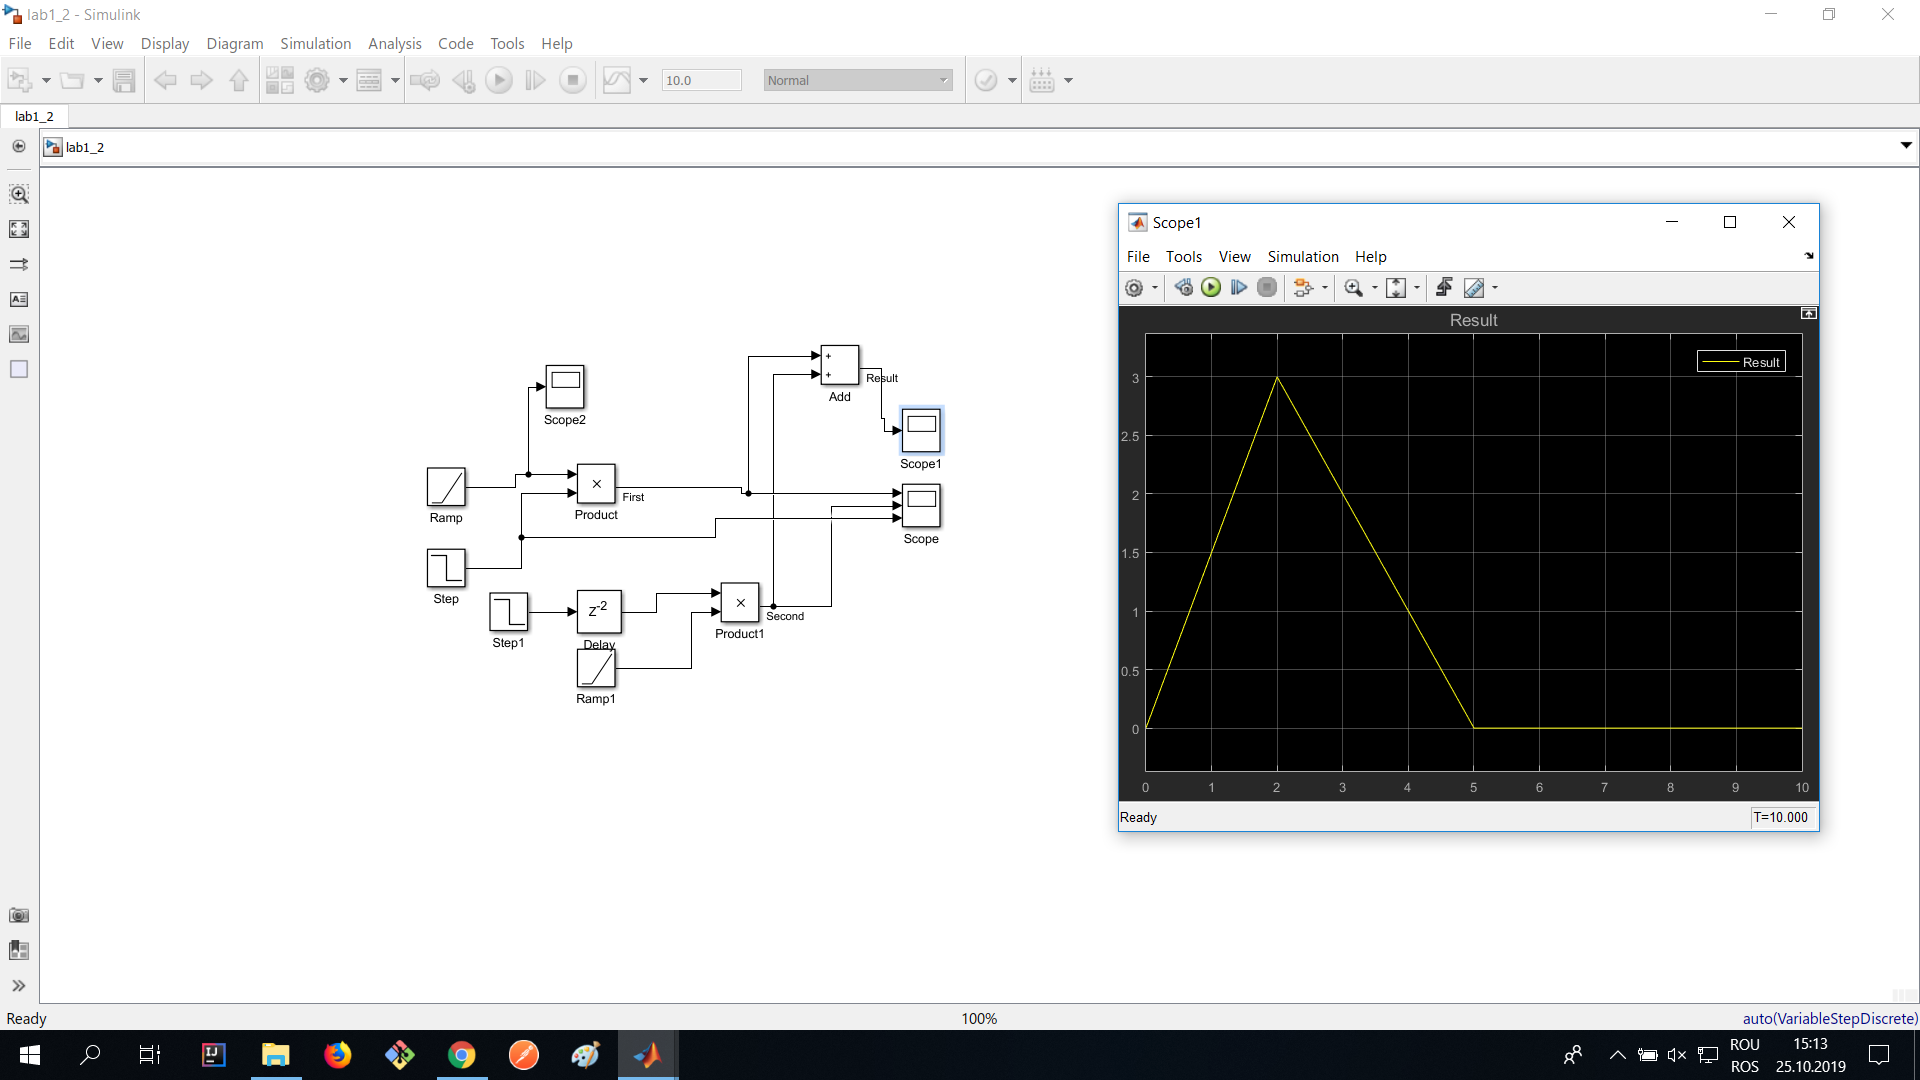 lab1_2 - Simulink
File Edit View Display Diagram Simulation Analysis Code Tools Help
10.0 Normal
lab1_2
lab1_2
Scope1
File Tools View Simulation Help
Result
Result
3
2.5
2
1.5
1
0.5
0
0 1 2 3 4 5 6 7 8 9 10
Ready T=10.000
+
+
Result
Add
Scope2
Scope1
Ramp
×
First
Product
Scope
Step
Step1
Z-2
Delay
×
Second
Product1
Ramp1
Ready 100% auto(VariableStepDiscrete)
ROU
ROS
15:13
25.10.2019